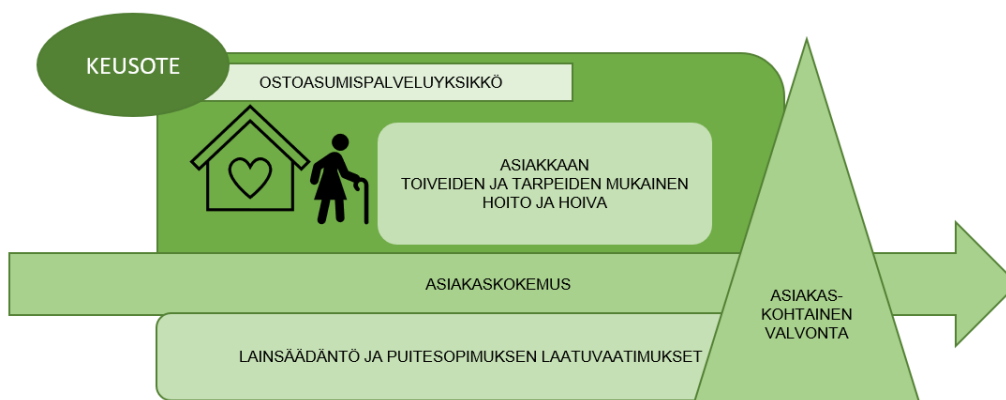 KEUSOTE
OSTOASUMISPALVELUYKSIKKÖ
ASIAKKAAN
TOIVEIDEN JA TARPEIDEN MUKAINEN
HOITO JA HOIVA
ASIAKASKOKEMUS
ASIAKAS-
KOHTAINEN
VALVONTA
LAINSÄÄDÄNTÖ JA PUITESOPIMUKSEN LAATUVAATIMUKSET